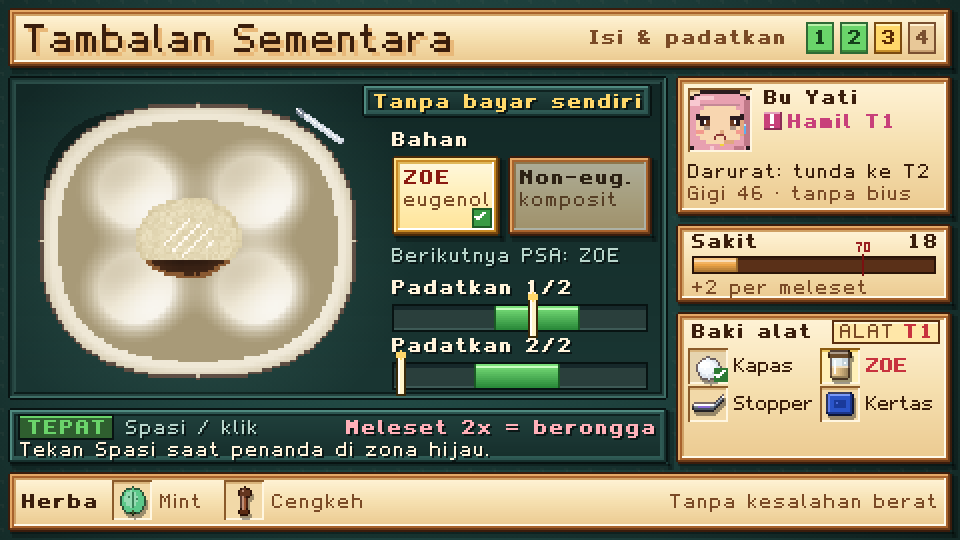 Tambalan Sementara
Isi & padatkan 1 2 3 4
Tanpa bayar sendiri
Bahan
ZOE
eugenol
Non-eug.
komposit
Berikutnya PSA: ZOE
Padatkan 1/2
Padatkan 2/2
TEPAT Spasi / klik Meleset 2x = berongga
Tekan Spasi saat penanda di zona hijau.
Bu Yati
! Hamil T1
Darurat: tunda ke T2
Gigi 46 · tanpa bius
Sakit 70 18
+2 per meleset
Baki alat ALAT T1
Kapas ZOE
Stopper Kertas
Herba Mint Cengkeh Tanpa kesalahan berat